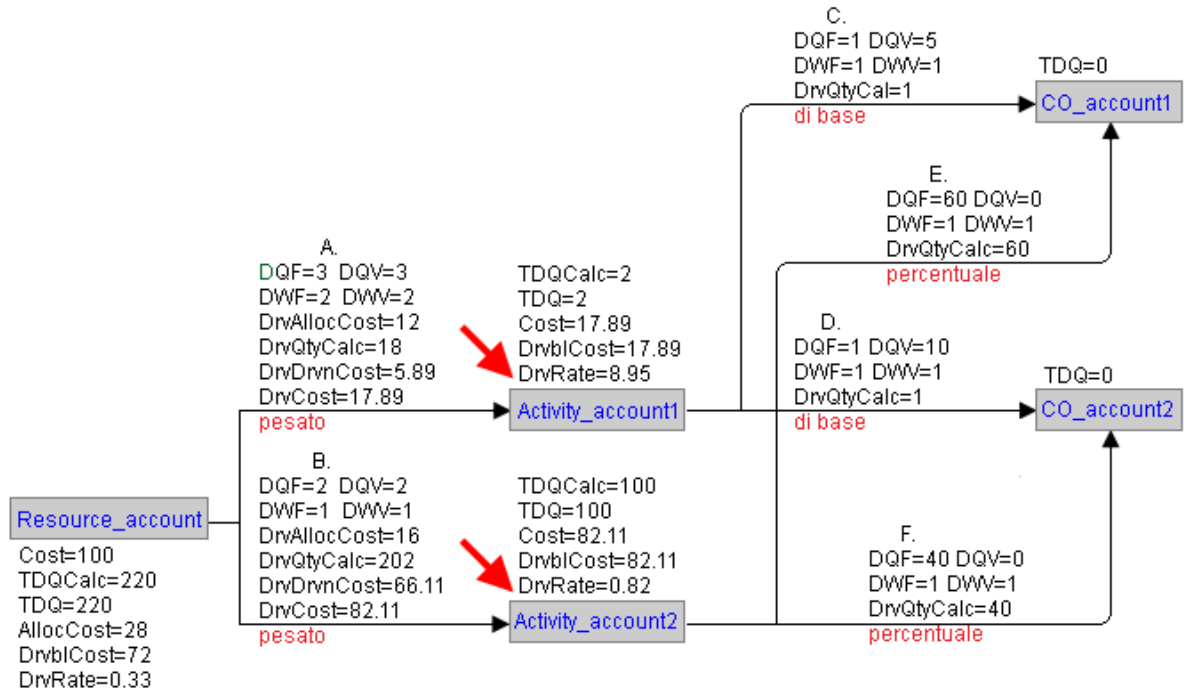 C.
DQF=1 DQV=5
DWF=1 DWV=1
DrvQtyCal=1
di base
TDQ=0
CO_account1
E.
DQF=60 DQV=0
DWF=1 DWV=1
DrvQtyCalc=60
percentuale
A.
DQF=3 DQV=3
DWF=2 DWV=2
DrvAllocCost=12
DrvQtyCalc=18
DrvDrvnCost=5.89
DrvCost=17.89
pesato
TDQCalc=2
TDQ=2
Cost=17.89
DrvblCost=17.89
DrvRate=8.95
Activity_account1
D.
DQF=1 DQV=10
DWF=1 DWV=1
DrvQtyCalc=1
di base
TDQ=0
CO_account2
B.
DQF=2 DQV=2
DWF=1 DWV=1
DrvAllocCost=16
DrvQtyCalc=202
DrvDrvnCost=66.11
DrvCost=82.11
pesato
TDQCalc=100
TDQ=100
Cost=82.11
DrvblCost=82.11
DrvRate=0.82
Activity_account2
F.
DQF=40 DQV=0
DWF=1 DWV=1
DrvQtyCalc=40
percentuale
Resource_account
Cost=100
TDQCalc=220
TDQ=220
AllocCost=28
DrvblCost=72
DrvRate=0.33